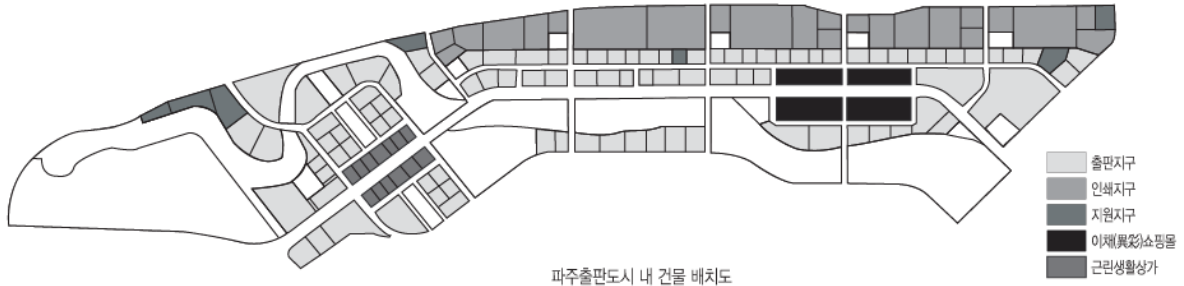 출판지구
인쇄지구
지원지구
이채(異彩)쇼핑몰
근린생활상가
파주출판도시 내 건물 배치도